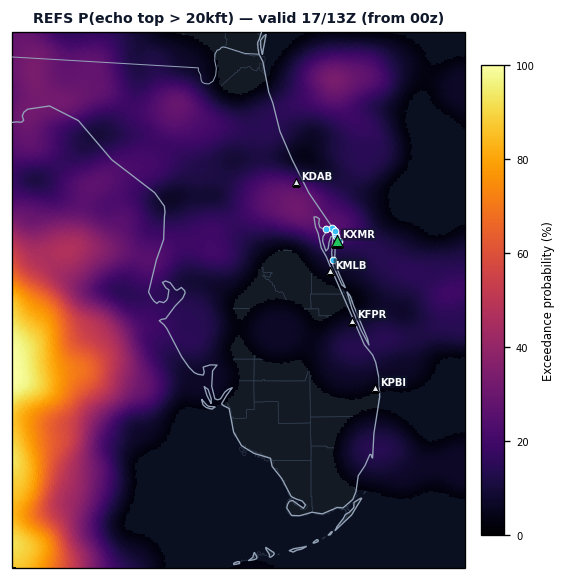 REFS P(echo top > 20kft) — valid 17/13Z (from 00z)
KDAB
KXMR
KMLB
KFPR
KPBI
100
80
60
40
20
0
Exceedance probability (%)